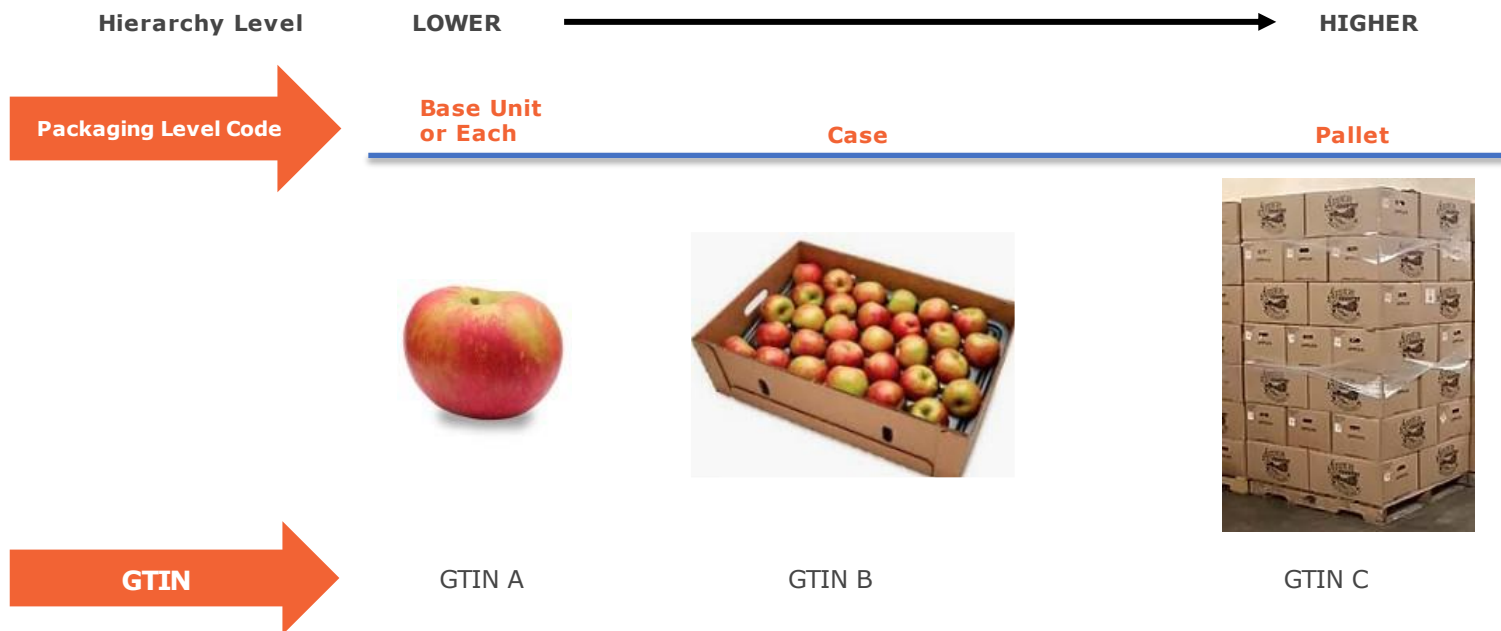 Hierarchy Level LOWER HIGHER
Packaging Level Code
Base Unit
or Each
Case
Pallet
GTIN
GTIN A
GTIN B
GTIN C